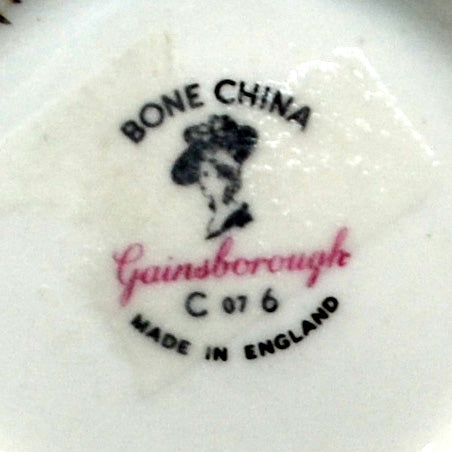 BONE CHINA
Gainsborough
C 07 6
MADE IN ENGLAND